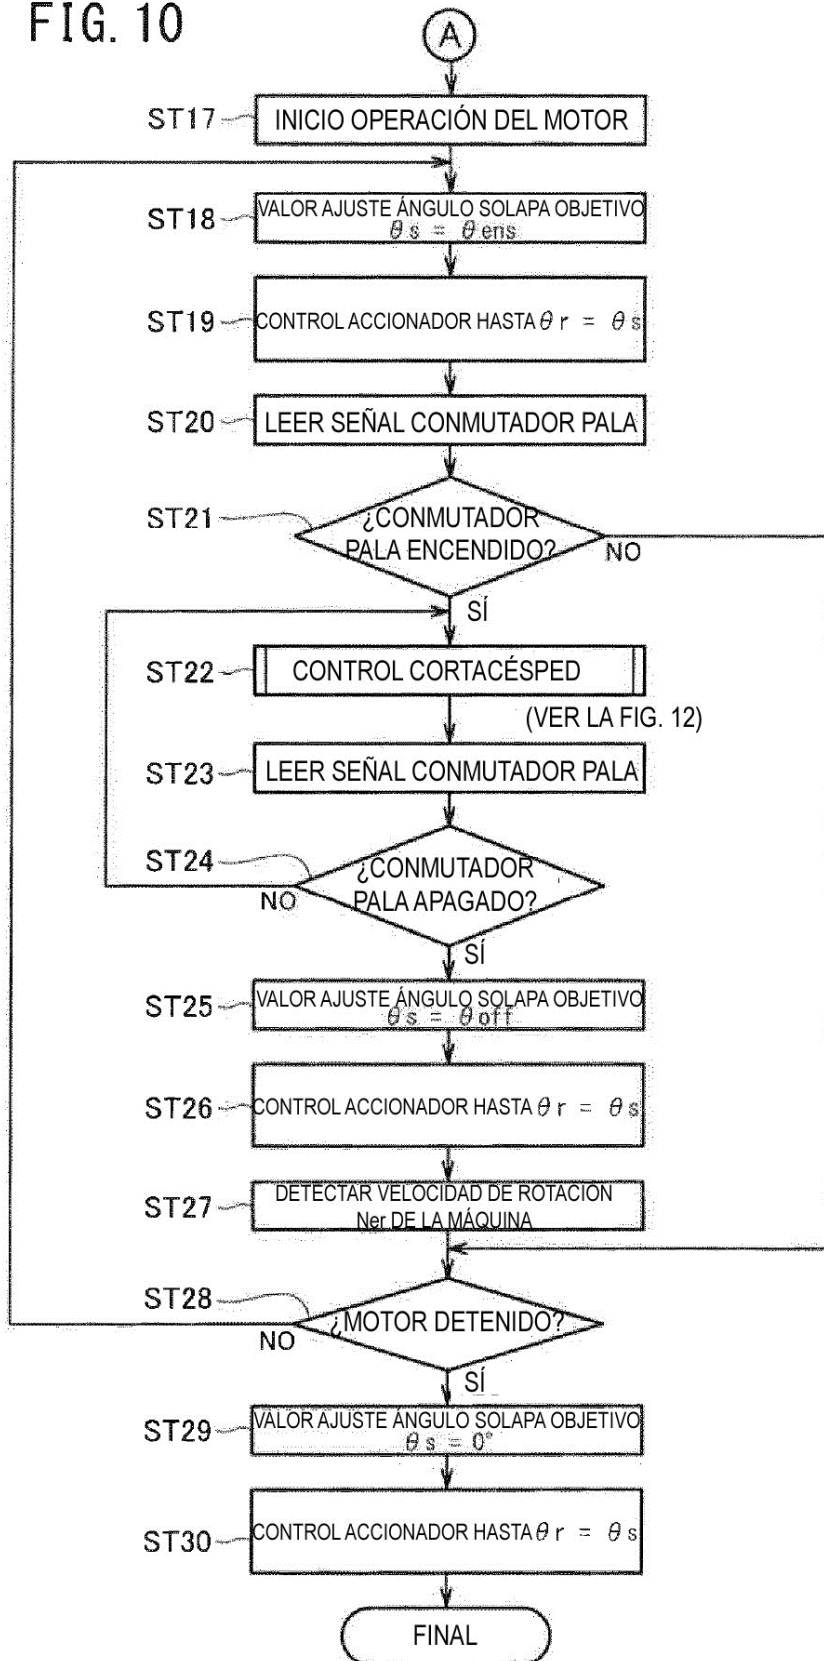 FIG. 10
A
ST17 INICIO OPERACIÓN DEL MOTOR
ST18 VALOR AJUSTE ÁNGULO SOLAPA OBJETIVO
θs = θens
ST19 CONTROL ACCIONADOR HASTA θr = θs
ST20 LEER SEÑAL CONMUTADOR PALA
ST21 ¿CONMUTADOR
PALA ENCENDIDO?
NO
SÍ
ST22 CONTROL CORTACÉSPED
(VER LA FIG. 12)
ST23 LEER SEÑAL CONMUTADOR PALA
ST24 ¿CONMUTADOR
PALA APAGADO?
NO
SÍ
ST25 VALOR AJUSTE ÁNGULO SOLAPA OBJETIVO
θs = θoff
ST26 CONTROL ACCIONADOR HASTA θr = θs
ST27 DETECTAR VELOCIDAD DE ROTACIÓN
Ner DE LA MÁQUINA
ST28 ¿MOTOR DETENIDO?
NO
SÍ
ST29 VALOR AJUSTE ÁNGULO SOLAPA OBJETIVO
θs = 0°
ST30 CONTROL ACCIONADOR HASTA θr = θs
FINAL